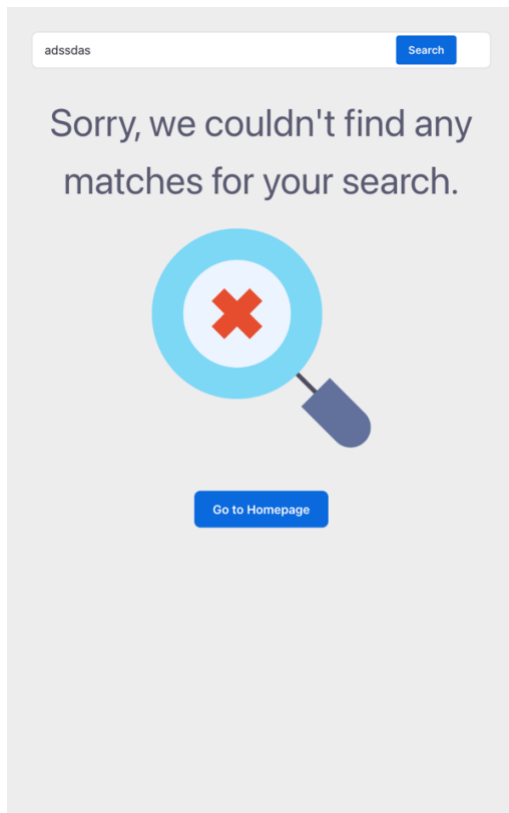 adssdas
Search
Sorry, we couldn't find any
matches for your search.
Go to Homepage